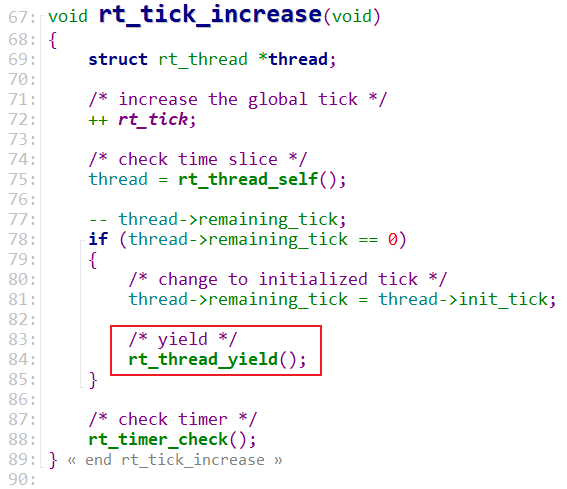 67: void rt_tick_increase(void)
68: {
69:     struct rt_thread *thread;
70:
71:     /* increase the global tick */
72:     ++ rt_tick;
73:
74:     /* check time slice */
75:     thread = rt_thread_self();
76:
77:     -- thread->remaining_tick;
78:     if (thread->remaining_tick == 0)
79:     {
80:         /* change to initialized tick */
81:         thread->remaining_tick = thread->init_tick;
82:
83:         /* yield */
84:         rt_thread_yield();
85:     }
86:
87:     /* check timer */
88:     rt_timer_check();
89: } « end rt_tick_increase »
90: